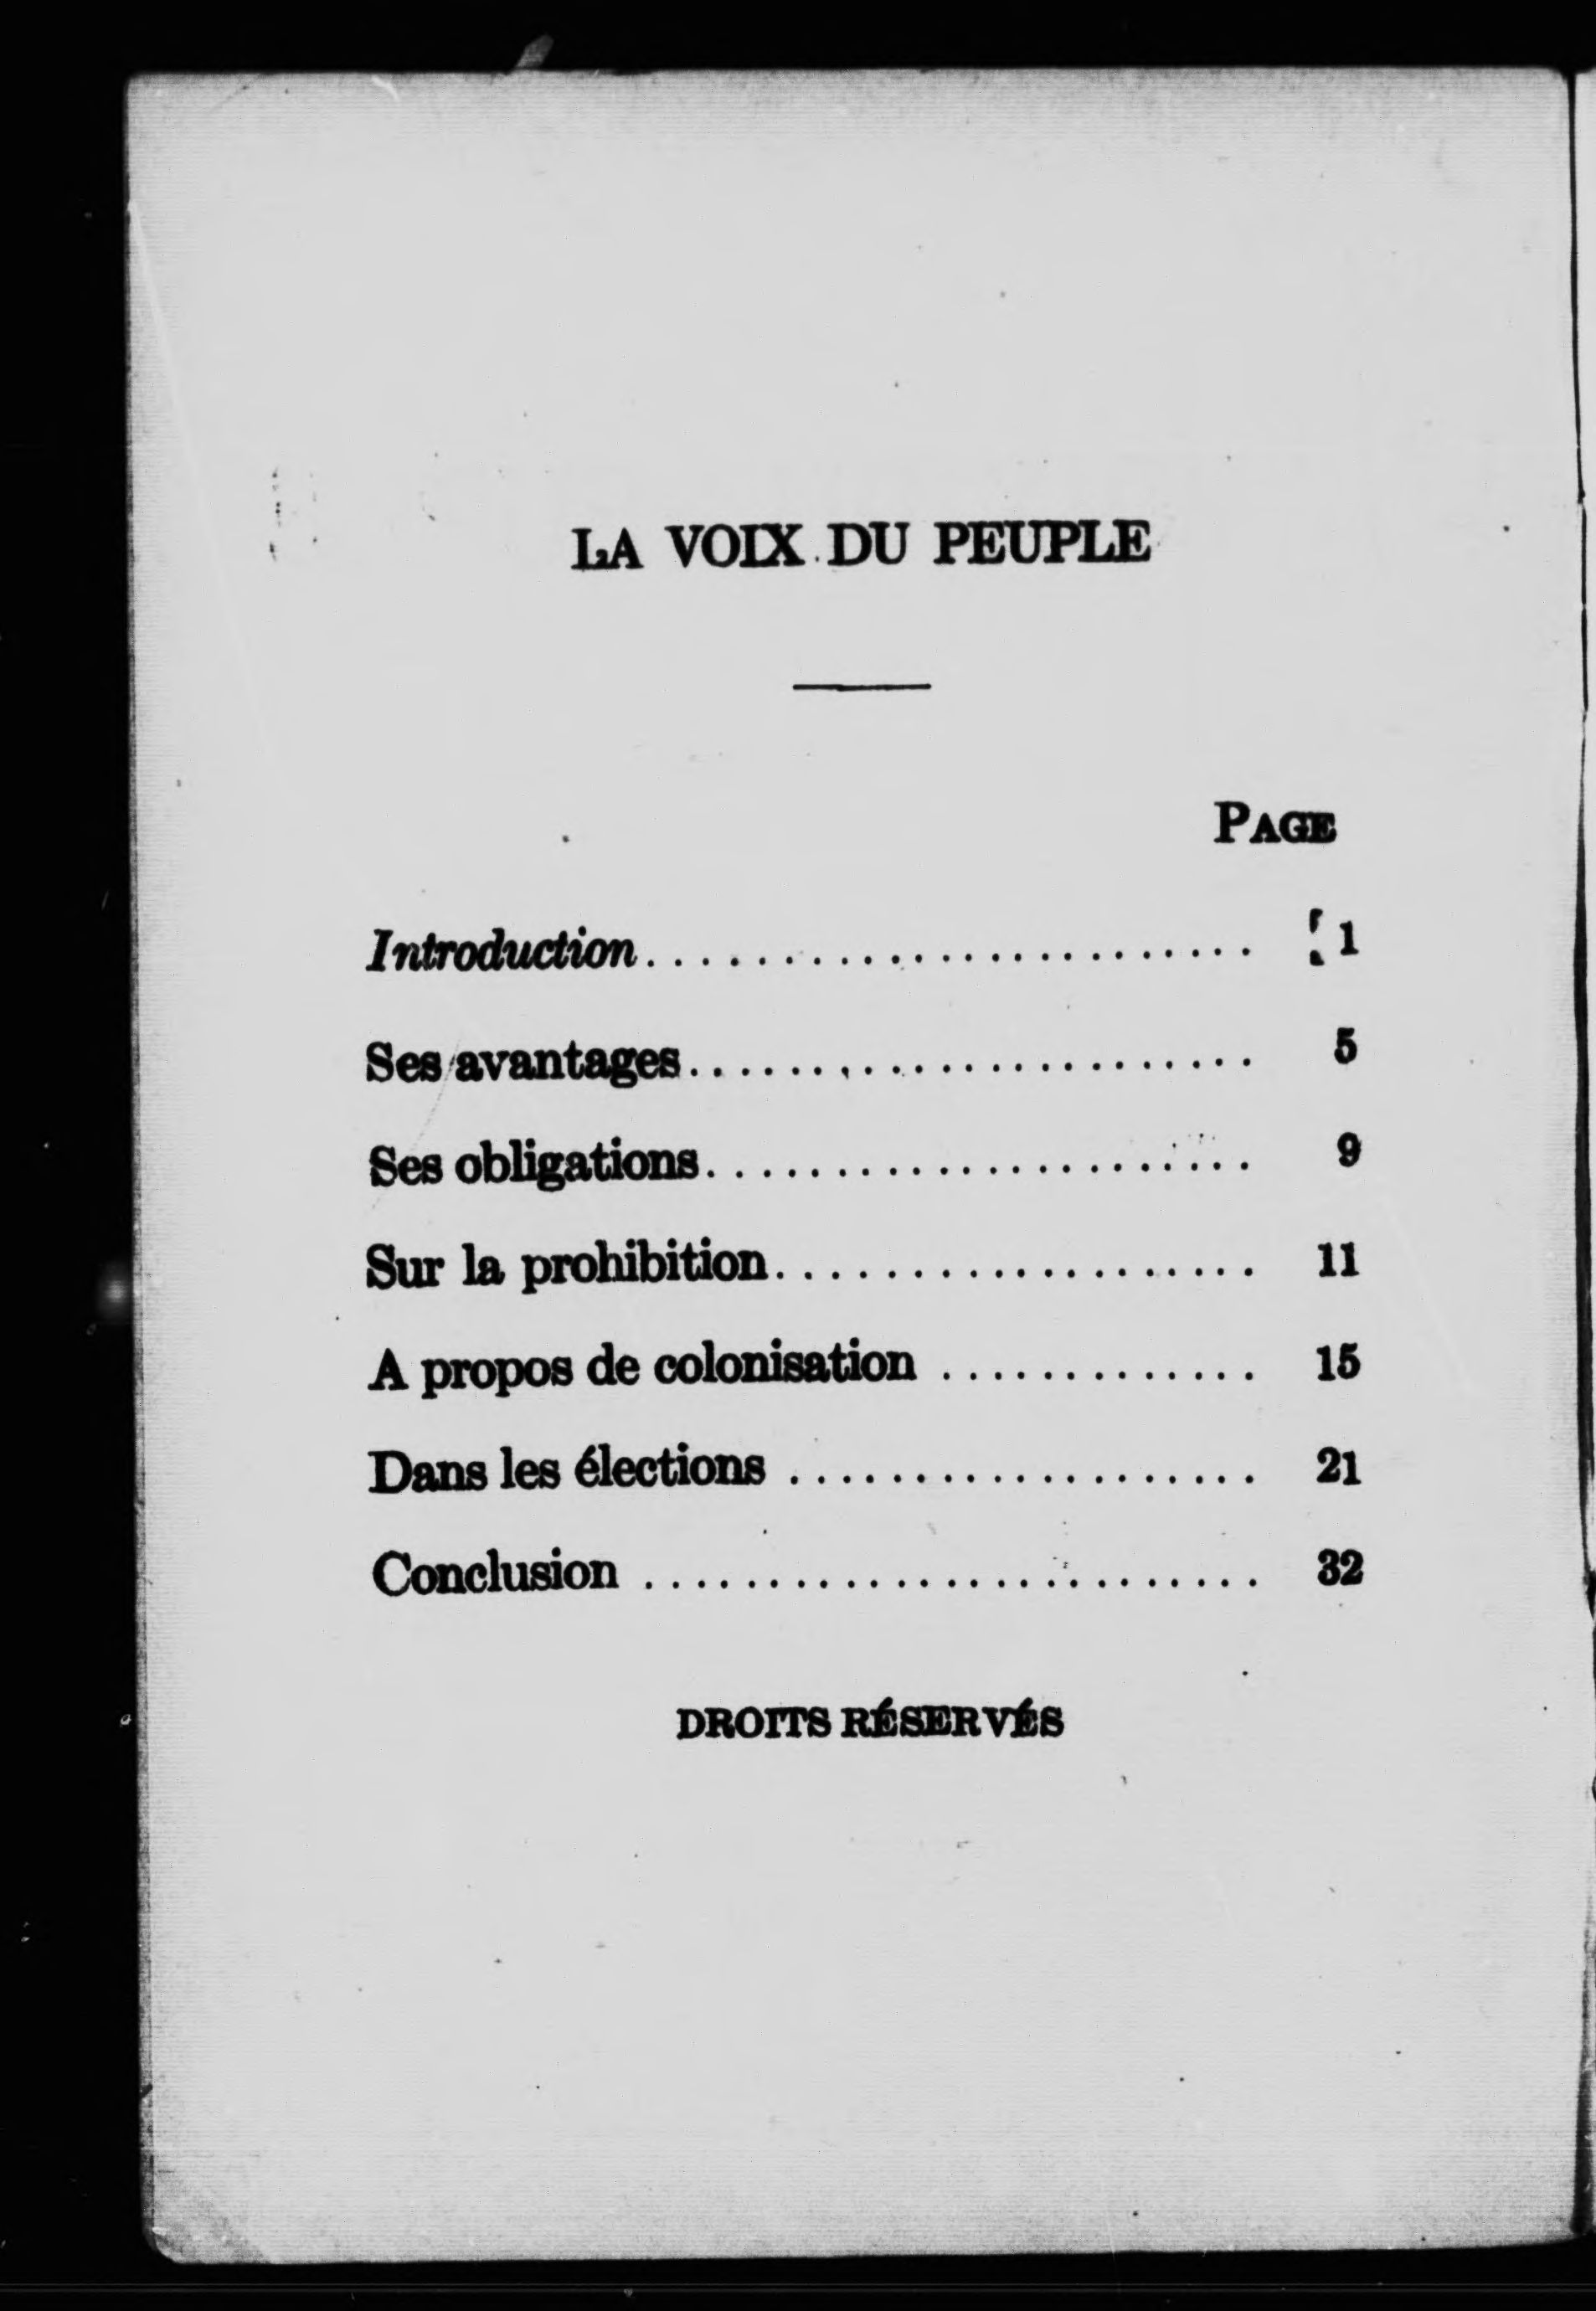 LA VOIX DU PEUPLE
PAGE
Introduction........................ 1
Ses avantages....................... 5
Ses obligations...................... 9
Sur la prohibition................... 11
A propos de colonisation ............. 15
Dans les élections ................... 21
Conclusion ......................... 32
DROITS RÉSERVÉS